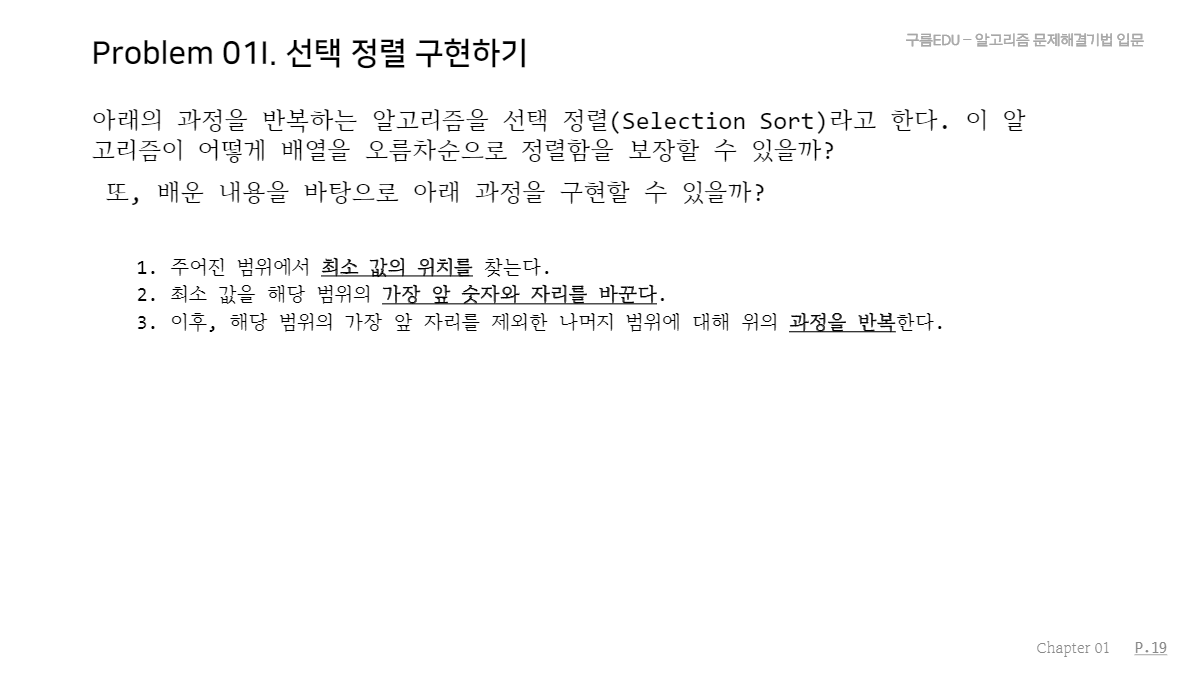 Problem 01I. 선택 정렬 구현하기
구름EDU – 알고리즘 문제해결기법 입문
아래의 과정을 반복하는 알고리즘을 선택 정렬(Selection Sort)라고 한다. 이 알
고리즘이 어떻게 배열을 오름차순으로 정렬함을 보장할 수 있을까?
또, 배운 내용을 바탕으로 아래 과정을 구현할 수 있을까?
1. 주어진 범위에서 최소 값의 위치를 찾는다.
2. 최소 값을 해당 범위의 가장 앞 숫자와 자리를 바꾼다.
3. 이후, 해당 범위의 가장 앞 자리를 제외한 나머지 범위에 대해 위의 과정을 반복한다.
Chapter 01 P.19